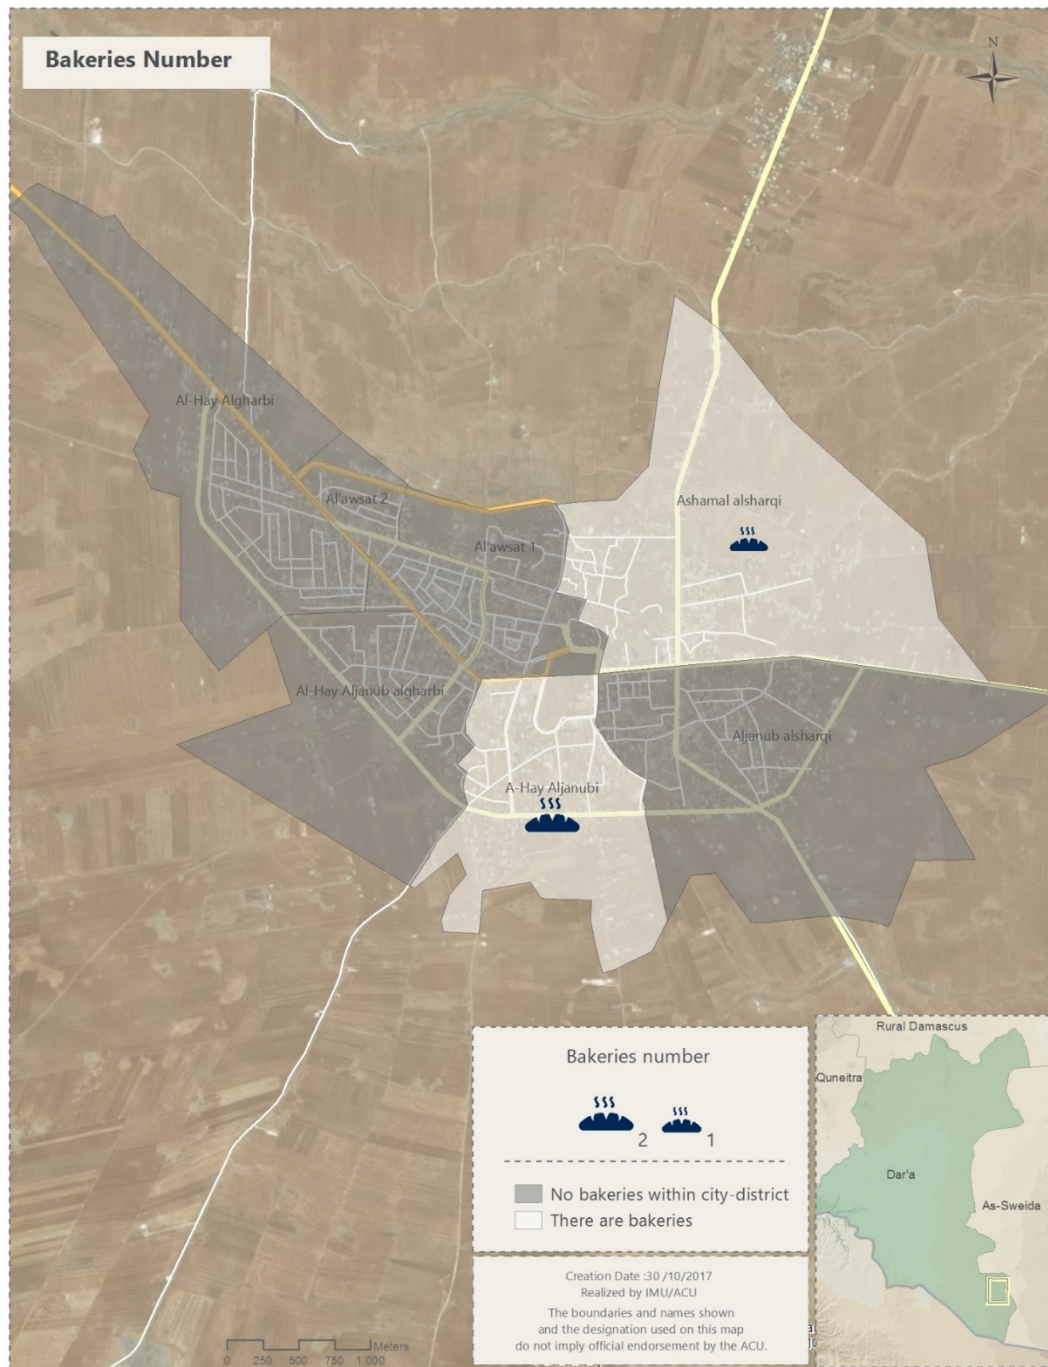 Bakeries Number
N
Al-Hay Algharbi
Al'awsat 2
Al'awsat 1
Ashamal alsharqi
Al-Hay Aljanub algharbi
Aljanub alsharqi
A-Hay Aljanubi
Bakeries number
2
1
No bakeries within city-district
There are bakeries
Creation Date :30 /10/2017
Realized by IMU/ACU
The boundaries and names shown
and the designation used on this map
do not imply official endorsement by the ACU.
Rural Damascus
Quneitra
Dar'a
As-Sweida
Meters
0 250 500 750 1,000